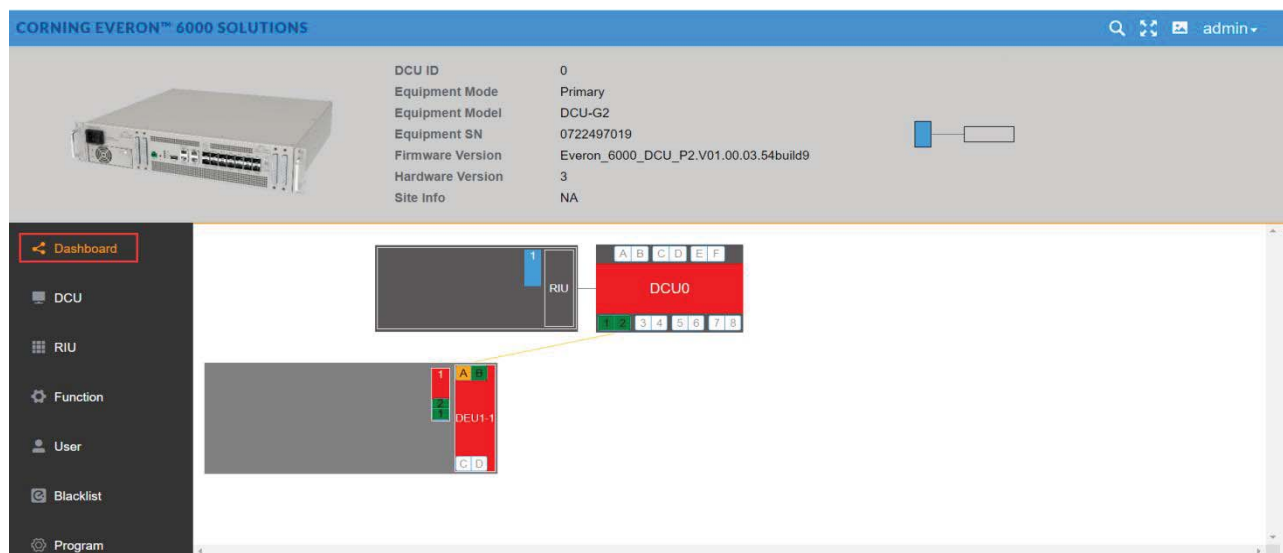 CORNING EVERON™ 6000 SOLUTIONS
admin
DCU ID 0
Equipment Mode Primary
Equipment Model DCU-G2
Equipment SN 0722497019
Firmware Version Everon_6000_DCU_P2.V01.00.03.54build9
Hardware Version 3
Site Info NA
Dashboard
DCU
RIU
Function
User
Blacklist
Program
1
RIU
A B C D E F
DCU0
1 2 3 4 5 6 7 8
1
2
1
A B
DEU1-1
C D